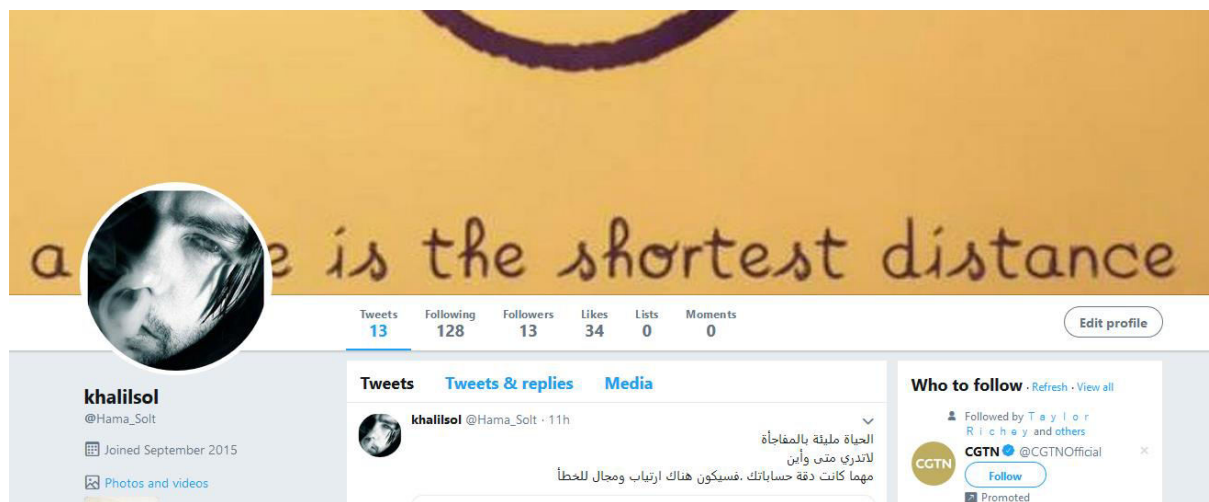 a e is the shortest distance
Tweets Following Followers Likes Lists Moments
13 128 13 34 0 0
Edit profile
khalilsol
@Hama_Solt
Joined September 2015
Photos and videos
Tweets Tweets & replies Media
khalilsol @Hama_Solt · 11h
الحياة مليئة بالمفاجأة
لاتدري متى وأين
مهما كانت دقة حساباتك .فسيكون هناك ارتياب ومجال للخطأ
Who to follow · Refresh · View all
Followed by T a y l o r
R i c h e y and others
CGTN @CGTNOfficial
CGTN
Follow
Promoted